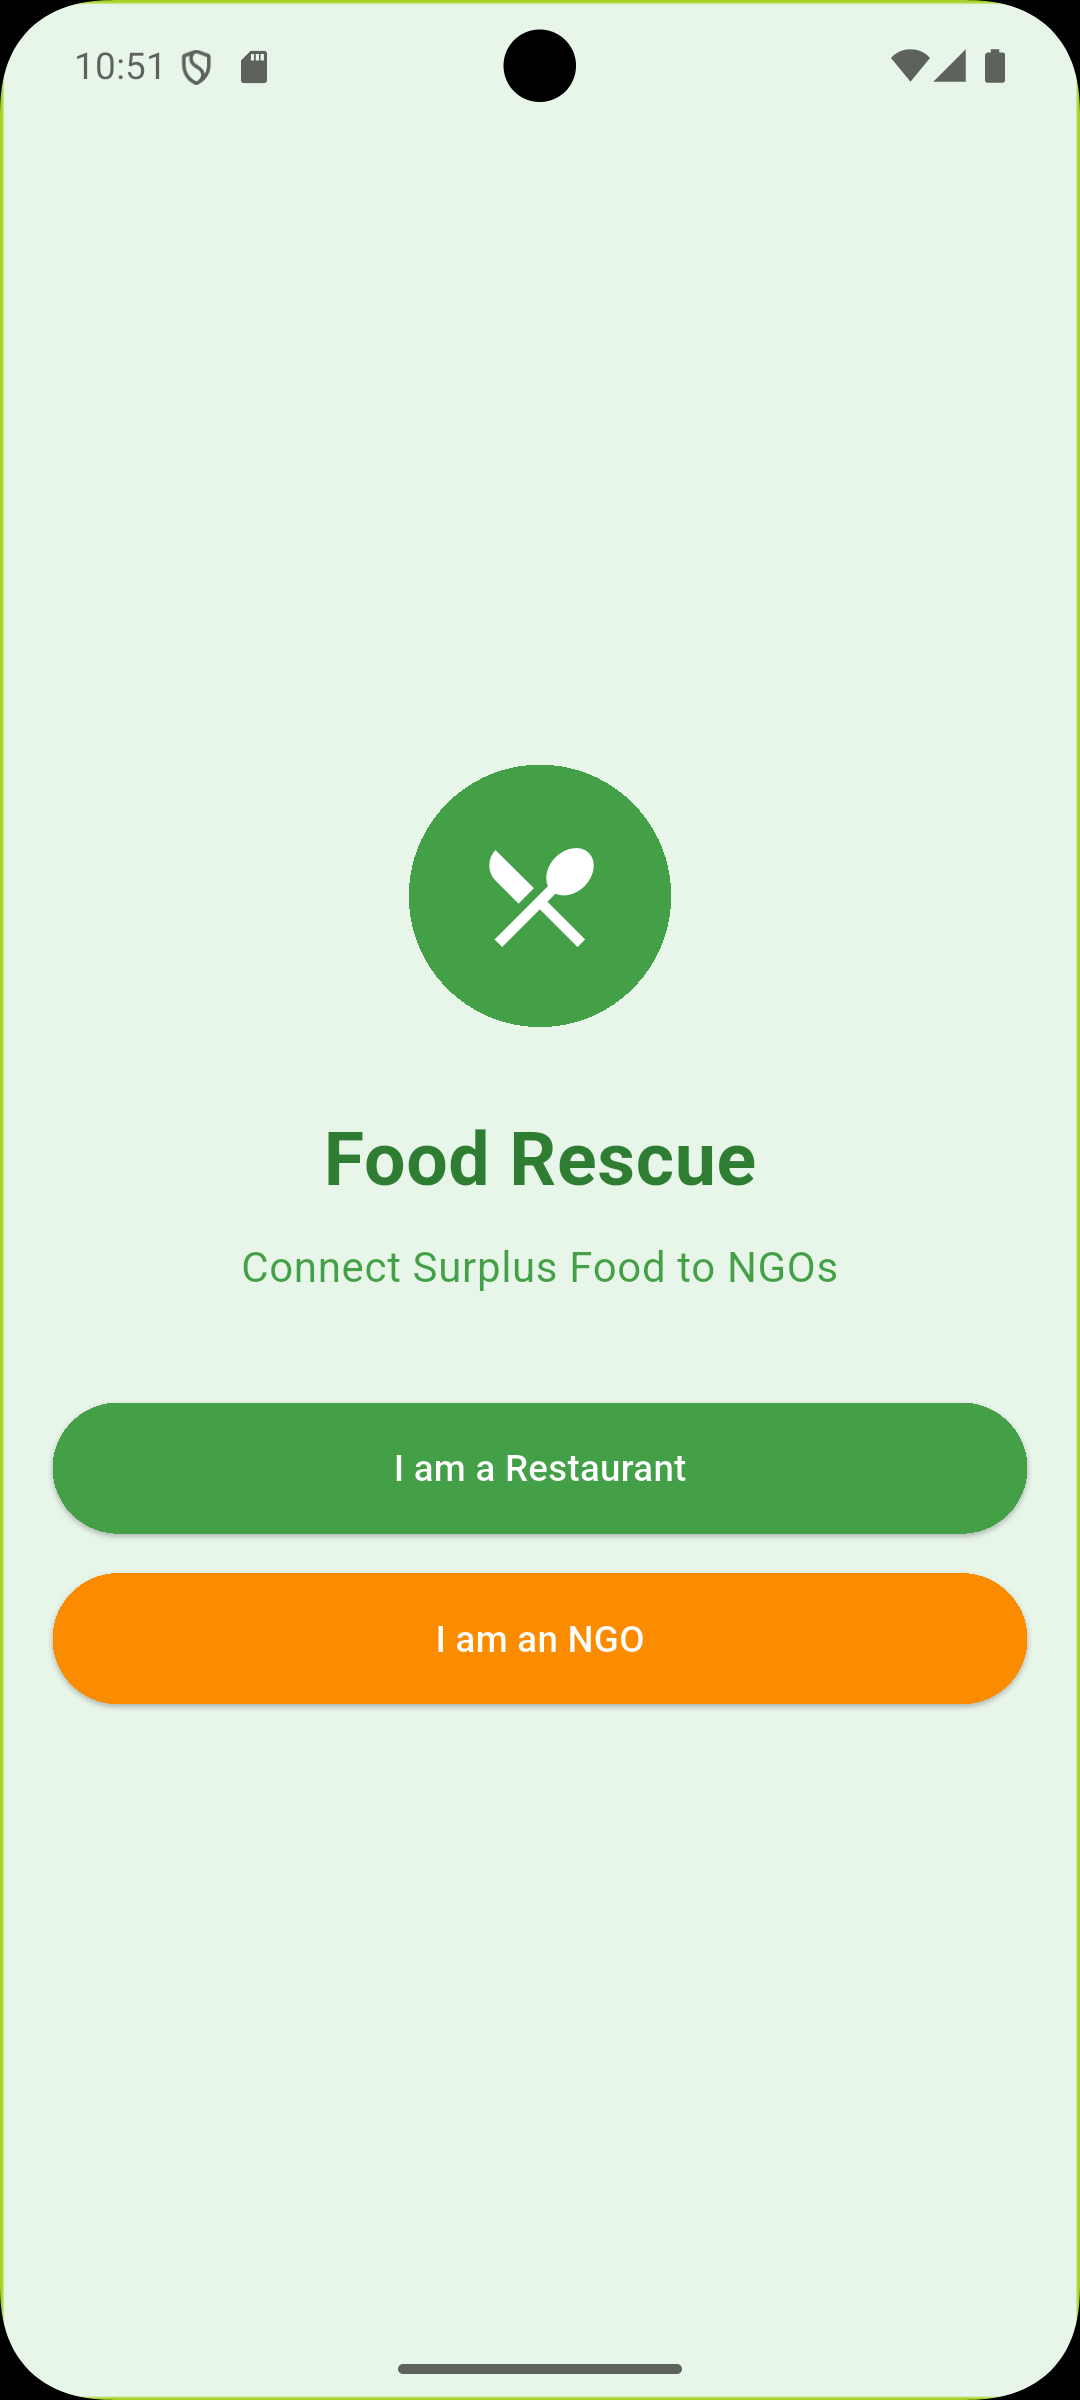 10:51
Food Rescue
Connect Surplus Food to NGOs
I am a Restaurant
I am an NGO